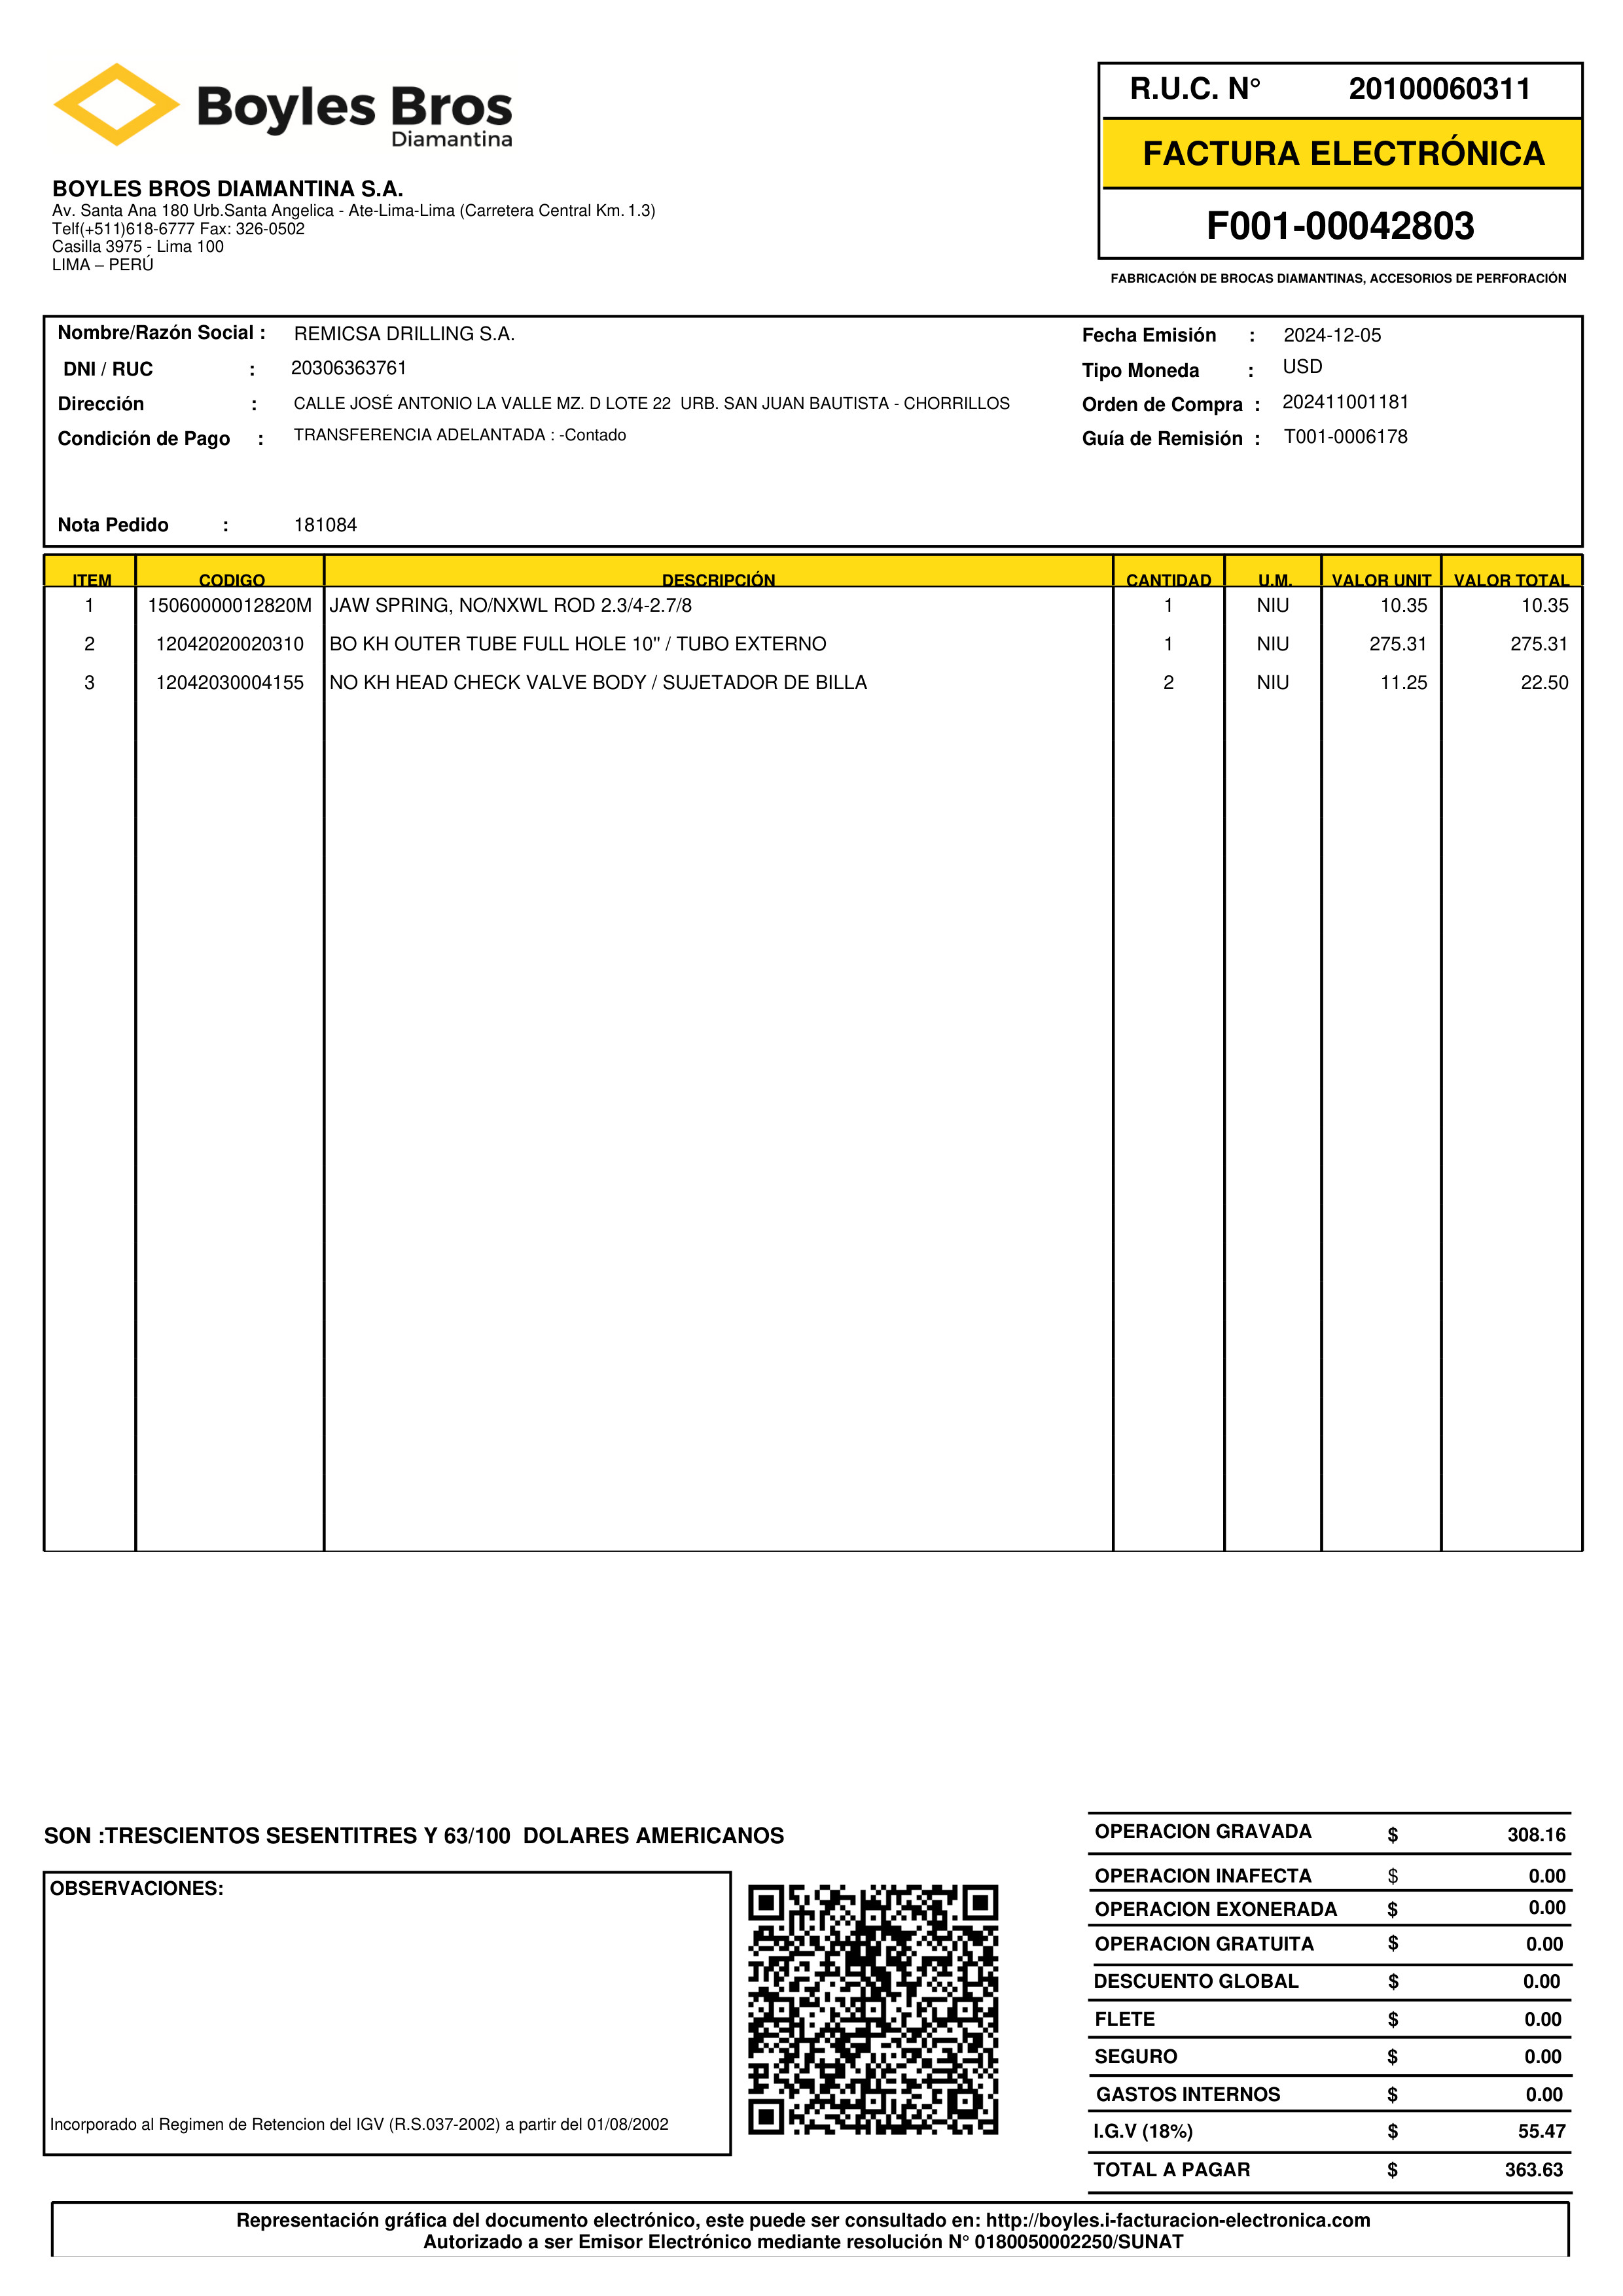 Boyles Bros
Diamantina
BOYLES BROS DIAMANTINA S.A.
Av. Santa Ana 180 Urb.Santa Angelica - Ate-Lima-Lima (Carretera Central Km. 1.3)
Telf(+511)618-6777 Fax: 326-0502
Casilla 3975 - Lima 100
LIMA – PERÚ
R.U.C. N° 20100060311
FACTURA ELECTRÓNICA
F001-00042803
FABRICACIÓN DE BROCAS DIAMANTINAS, ACCESORIOS DE PERFORACIÓN
Nombre/Razón Social : REMICSA DRILLING S.A.
DNI / RUC : 20306363761
Dirección : CALLE JOSÉ ANTONIO LA VALLE MZ. D LOTE 22 URB. SAN JUAN BAUTISTA - CHORRILLOS
Condición de Pago : TRANSFERENCIA ADELANTADA : -Contado
Nota Pedido : 181084
Fecha Emisión : 2024-12-05
Tipo Moneda : USD
Orden de Compra : 202411001181
Guía de Remisión : T001-0006178
ITEM CODIGO DESCRIPCIÓN CANTIDAD U.M. VALOR UNIT VALOR TOTAL
1 15060000012820M JAW SPRING, NO/NXWL ROD 2.3/4-2.7/8 1 NIU 10.35 10.35
2 12042020020310 BO KH OUTER TUBE FULL HOLE 10" / TUBO EXTERNO 1 NIU 275.31 275.31
3 12042030004155 NO KH HEAD CHECK VALVE BODY / SUJETADOR DE BILLA 2 NIU 11.25 22.50
SON :TRESCIENTOS SESENTITRES Y 63/100 DOLARES AMERICANOS
OBSERVACIONES:
Incorporado al Regimen de Retencion del IGV (R.S.037-2002) a partir del 01/08/2002
OPERACION GRAVADA $ 308.16
OPERACION INAFECTA $ 0.00
OPERACION EXONERADA $ 0.00
OPERACION GRATUITA $ 0.00
DESCUENTO GLOBAL $ 0.00
FLETE $ 0.00
SEGURO $ 0.00
GASTOS INTERNOS $ 0.00
I.G.V (18%) $ 55.47
TOTAL A PAGAR $ 363.63
Representación gráfica del documento electrónico, este puede ser consultado en: http://boyles.i-facturacion-electronica.com
Autorizado a ser Emisor Electrónico mediante resolución N° 0180050002250/SUNAT